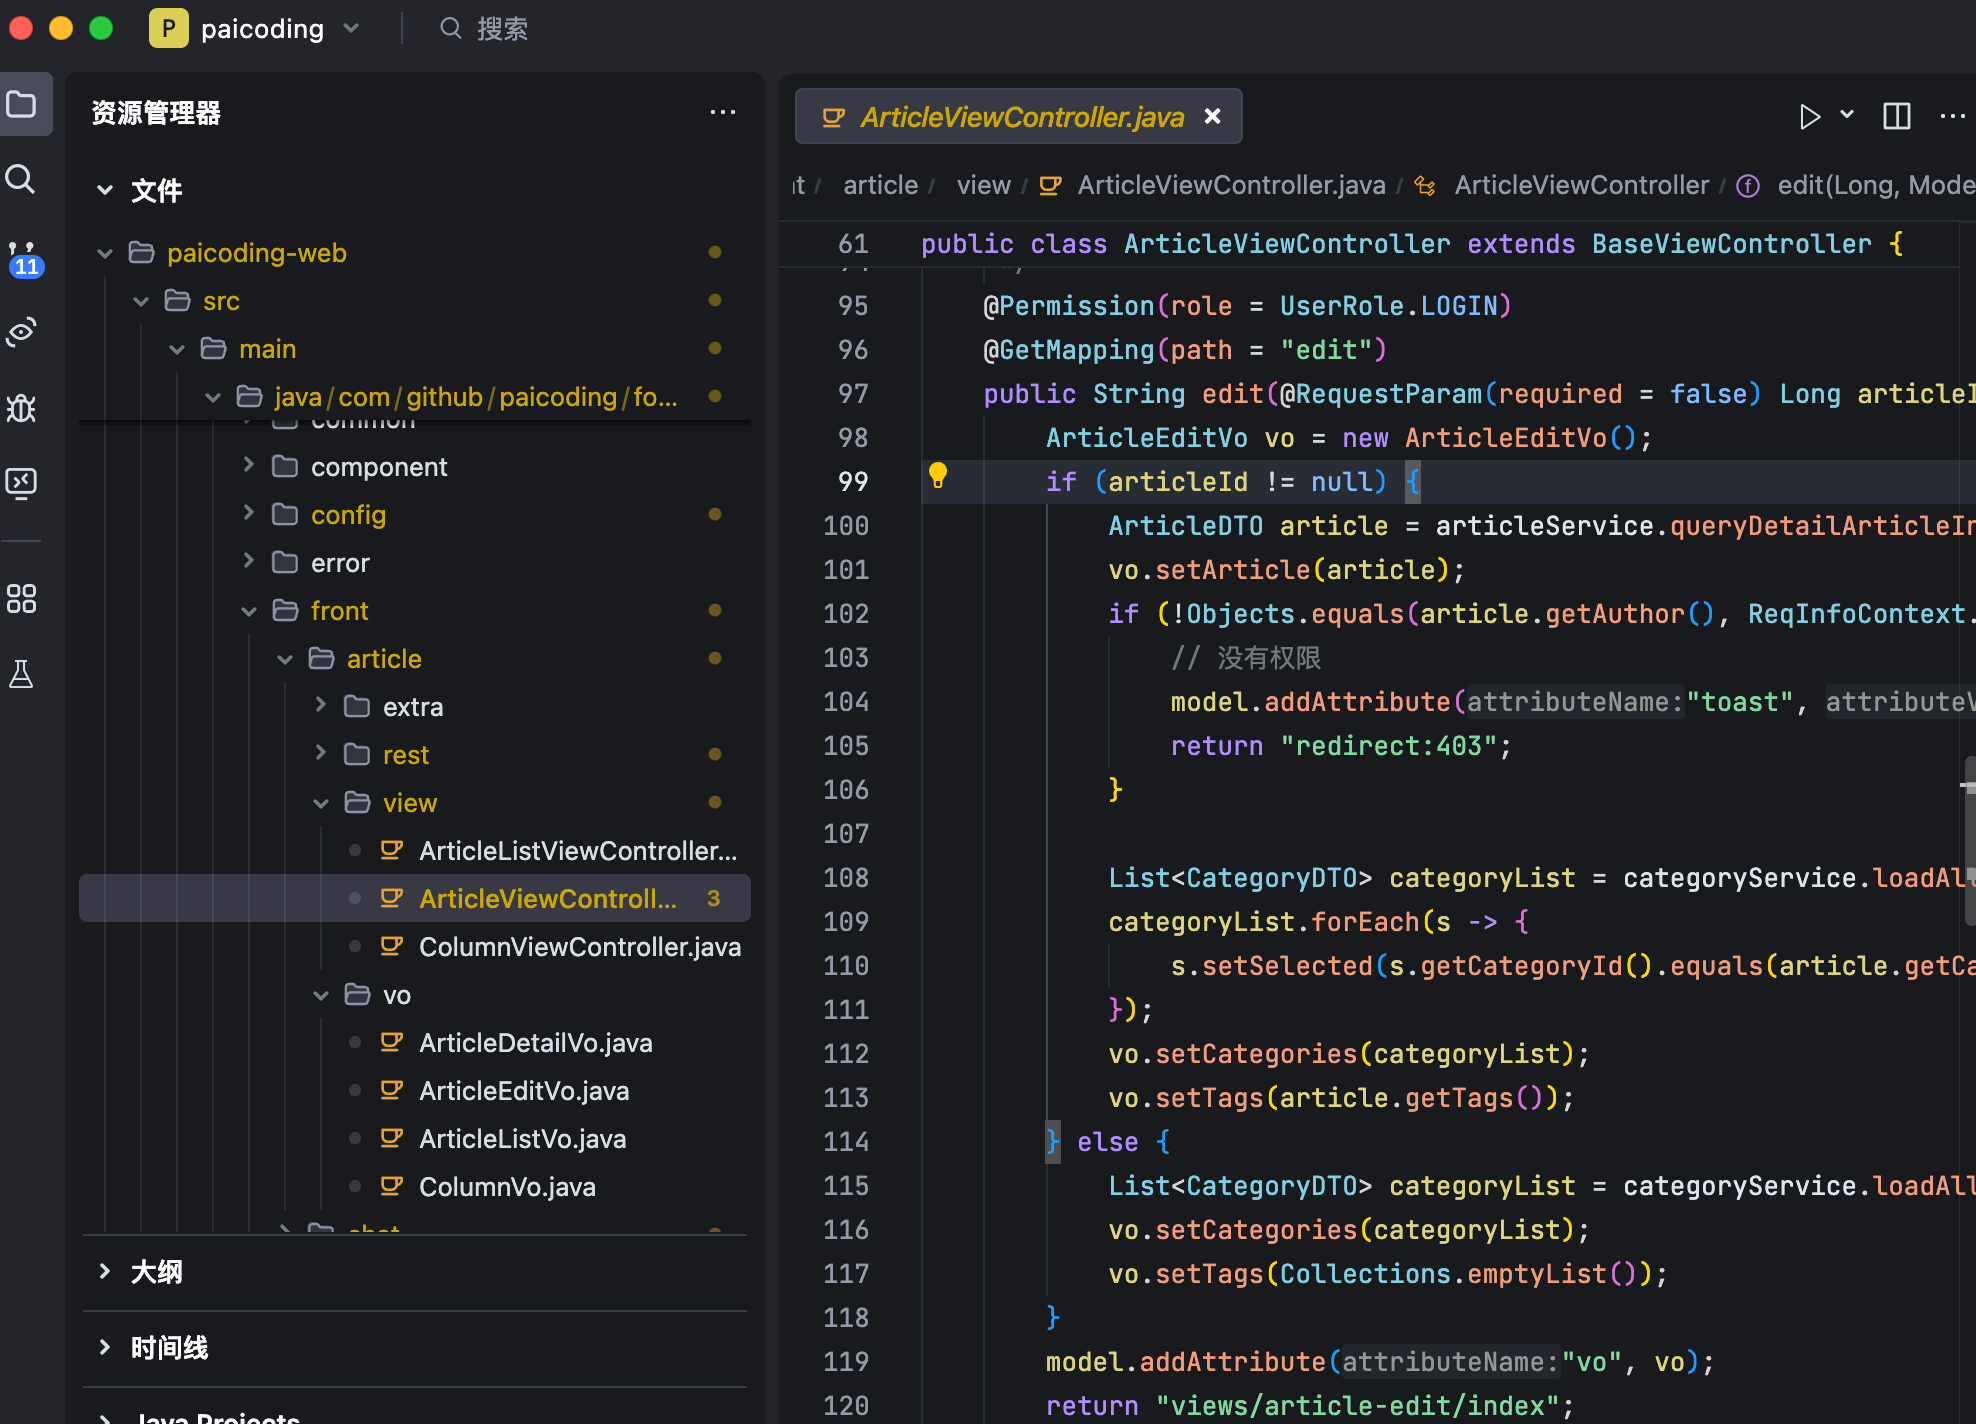 P paicoding 搜索
资源管理器
文件
paicoding-web
src
main
java/com/github/paicoding/fo...
common
component
config
error
front
article
extra
rest
view
ArticleListViewController...
ArticleViewControll... 3
ColumnViewController.java
vo
ArticleDetailVo.java
ArticleEditVo.java
ArticleListVo.java
ColumnVo.java
chat
大纲
时间线
Java Projects
11
ArticleViewController.java
article / view / ArticleViewController.java / ArticleViewController / f edit(Long, Mode
61 public class ArticleViewController extends BaseViewController {
95 @Permission(role = UserRole.LOGIN)
96 @GetMapping(path = "edit")
97 public String edit(@RequestParam(required = false) Long articleI
98 ArticleEditVo vo = new ArticleEditVo();
99 if (articleId != null) {
100 ArticleDTO article = articleService.queryDetailArticleIn
101 vo.setArticle(article);
102 if (!Objects.equals(article.getAuthor(), ReqInfoContext.
103 // 没有权限
104 model.addAttribute(attributeName:"toast", attributeV
105 return "redirect:403";
106 }
107
108 List<CategoryDTO> categoryList = categoryService.loadAll
109 categoryList.forEach(s -> {
110 s.setSelected(s.getCategoryId().equals(article.getCa
111 });
112 vo.setCategories(categoryList);
113 vo.setTags(article.getTags());
114 } else {
115 List<CategoryDTO> categoryList = categoryService.loadAll
116 vo.setCategories(categoryList);
117 vo.setTags(Collections.emptyList());
118 }
119 model.addAttribute(attributeName:"vo", vo);
120 return "views/article-edit/index";